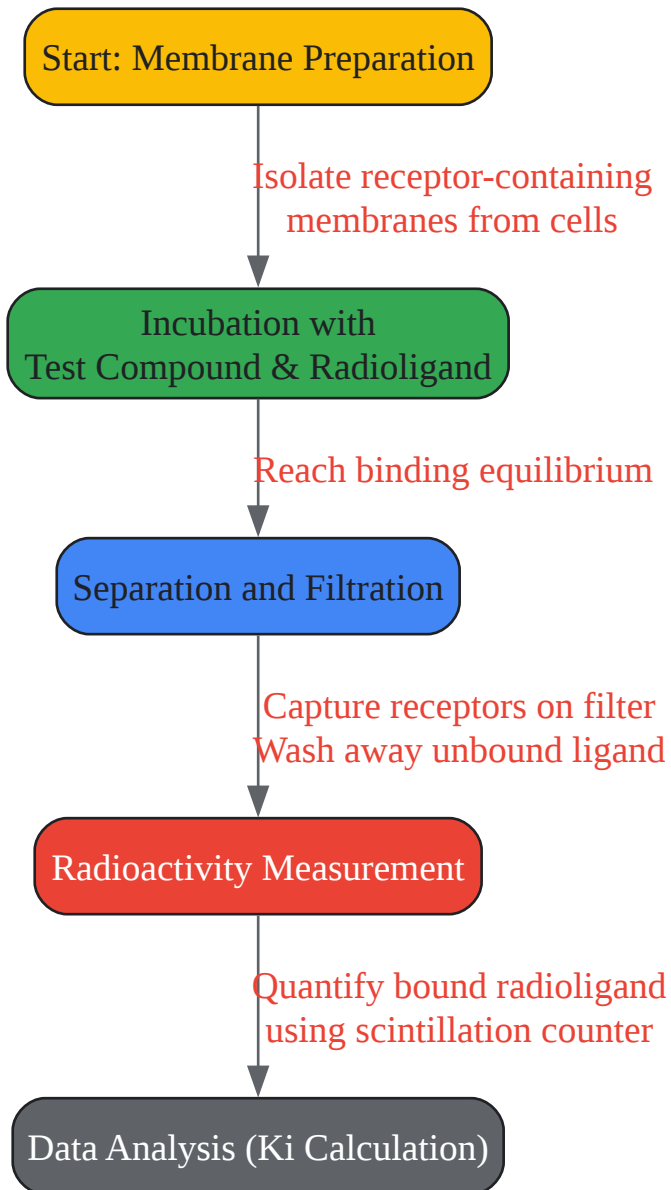 Start: Membrane Preparation
Isolate receptor-containing
membranes from cells
Incubation with
Test Compound & Radioligand
Reach binding equilibrium
Separation and Filtration
Capture receptors on filter
Wash away unbound ligand
Radioactivity Measurement
Quantify bound radioligand
using scintillation counter
Data Analysis (Ki Calculation)